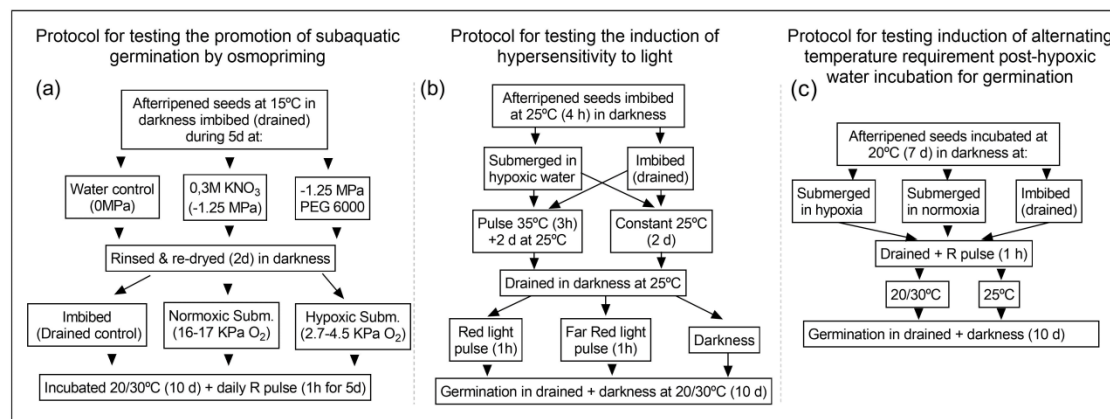 Protocol for testing the promotion of subaquatic
germination by osmopriming
(a)
Afterripened seeds at 15ºC in
darkness imbibed (drained)
during 5d at:
Water control
(0MPa)
0,3M KNO₃
(-1.25 MPa)
-1.25 MPa
PEG 6000
Rinsed & re-dryed (2d) in darkness
Imbibed
(Drained control)
Normoxic Subm.
(16-17 KPa O₂)
Hypoxic Subm.
(2.7-4.5 KPa O₂)
Incubated 20/30ºC (10 d) + daily R pulse (1h for 5d)
Protocol for testing the induction of
hypersensitivity to light
(b)
Afterripened seeds imbibed
at 25ºC (4 h) in darkness
Submerged in
hypoxic water
Imbibed
(drained)
Pulse 35ºC (3h)
+2 d at 25ºC
Constant 25ºC
(2 d)
Drained in darkness at 25ºC
Red light
pulse (1h)
Far Red light
pulse (1h)
Darkness
Germination in drained + darkness at 20/30ºC (10 d)
Protocol for testing induction of alternating
temperature requirement post-hypoxic
water incubation for germination
(c)
Afterripened seeds incubated at
20ºC (7 d) in darkness at:
Submerged
in hypoxia
Submerged
in normoxia
Imbibed
(drained)
Drained + R pulse (1 h)
20/30ºC
25ºC
Germination in drained + darkness (10 d)